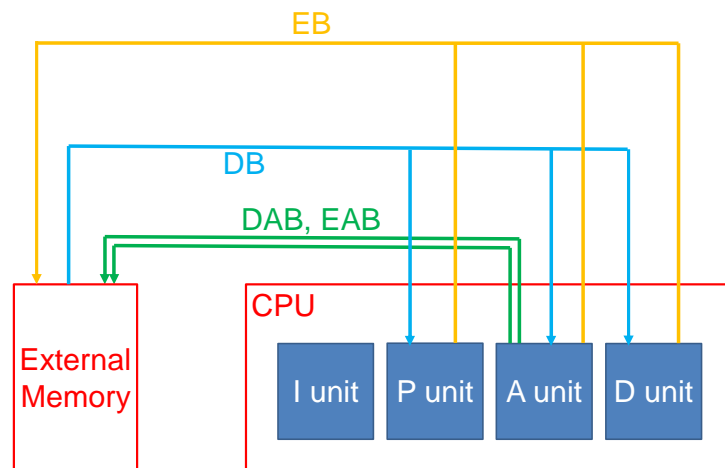 EB
DB
DAB, EAB
CPU
External
Memory
I unit
P unit
A unit
D unit